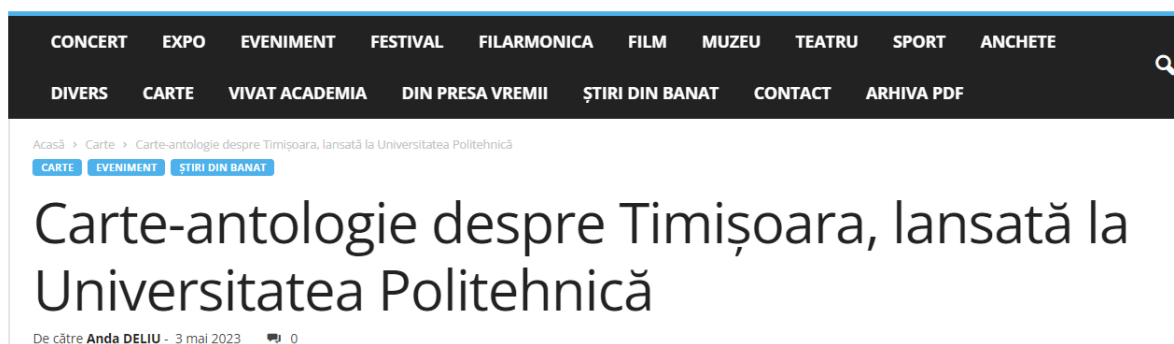 CONCERT EXPO EVENIMENT FESTIVAL FILARMONICA FILM MUZEU TEATRU SPORT ANCHETE
DIVERS CARTE VIVAT ACADEMIA DIN PRESA VREMII ȘTIRI DIN BANAT CONTACT ARHIVA PDF
Acasă › Carte › Carte-antologie despre Timișoara, lansată la Universitatea Politehnică
CARTE EVENIMENT ȘTIRI DIN BANAT
Carte-antologie despre Timișoara, lansată la
Universitatea Politehnică
De către Anda DELIU - 3 mai 2023 0